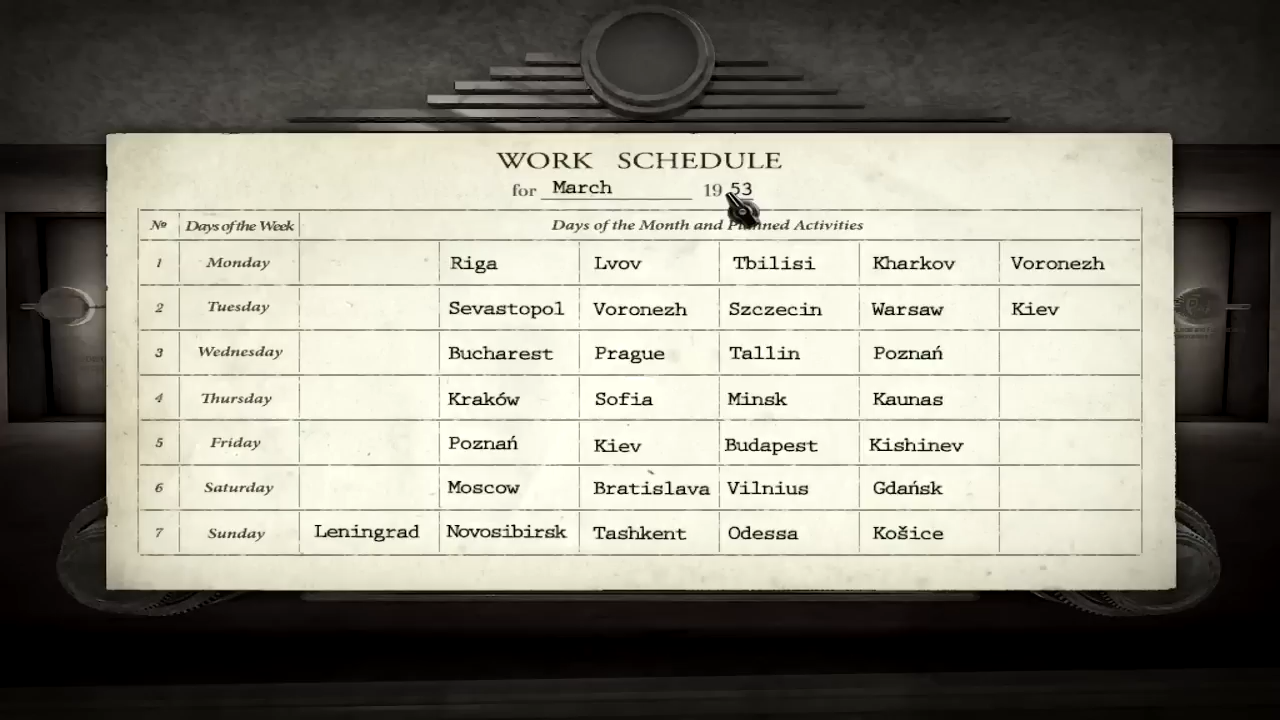 WORK SCHEDULE
for March 1953
№ Days of the Week Days of the Month and Planned Activities
1 Monday Riga Lvov Tbilisi Kharkov Voronezh
2 Tuesday Sevastopol Voronezh Szczecin Warsaw Kiev
3 Wednesday Bucharest Prague Tallin Poznań
4 Thursday Kraków Sofia Minsk Kaunas
5 Friday Poznań Kiev Budapest Kishinev
6 Saturday Moscow Bratislava Vilnius Gdańsk
7 Sunday Leningrad Novosibirsk Tashkent Odessa Košice